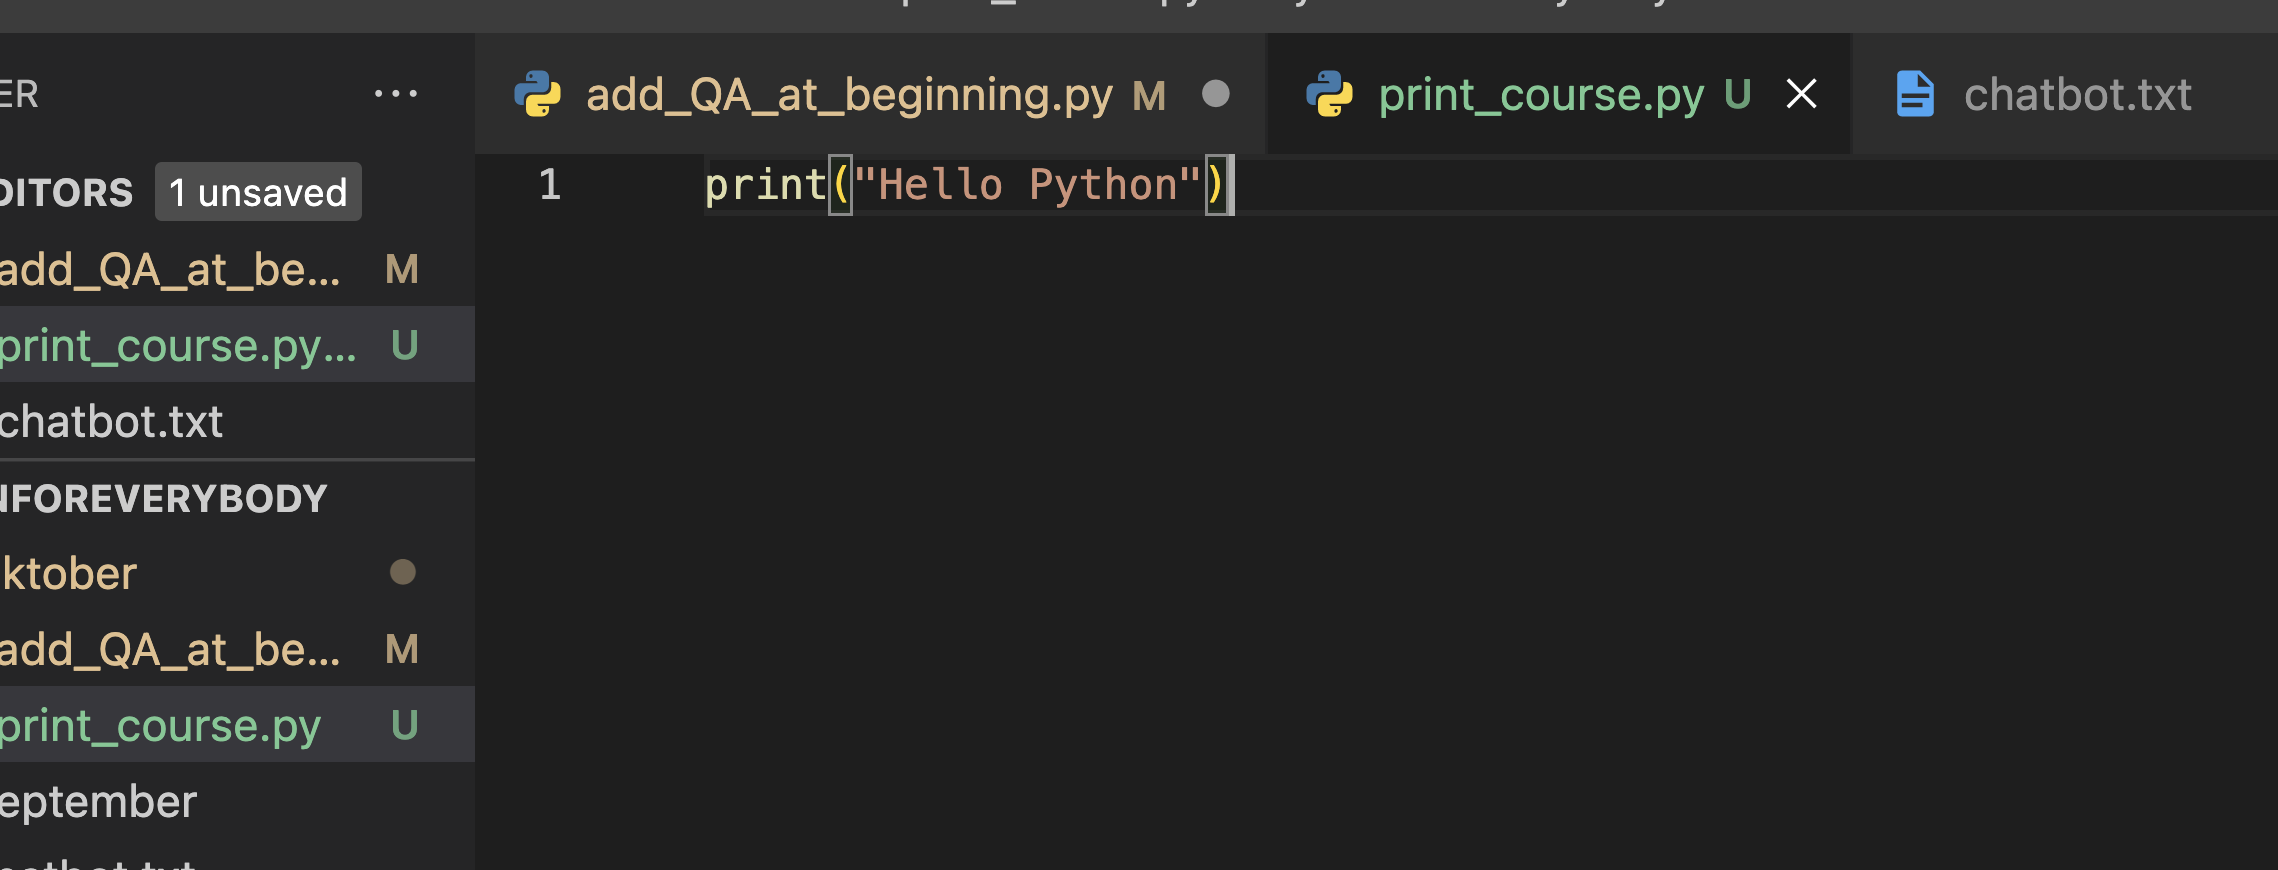 ER ...
add_QA_at_beginning.py M
print_course.py U
chatbot.txt
DITORS 1 unsaved
add_QA_at_be... M
print_course.py... U
chatbot.txt
NFOREVERYBODY
ktober
add_QA_at_be... M
print_course.py U
eptember
1 print("Hello Python")